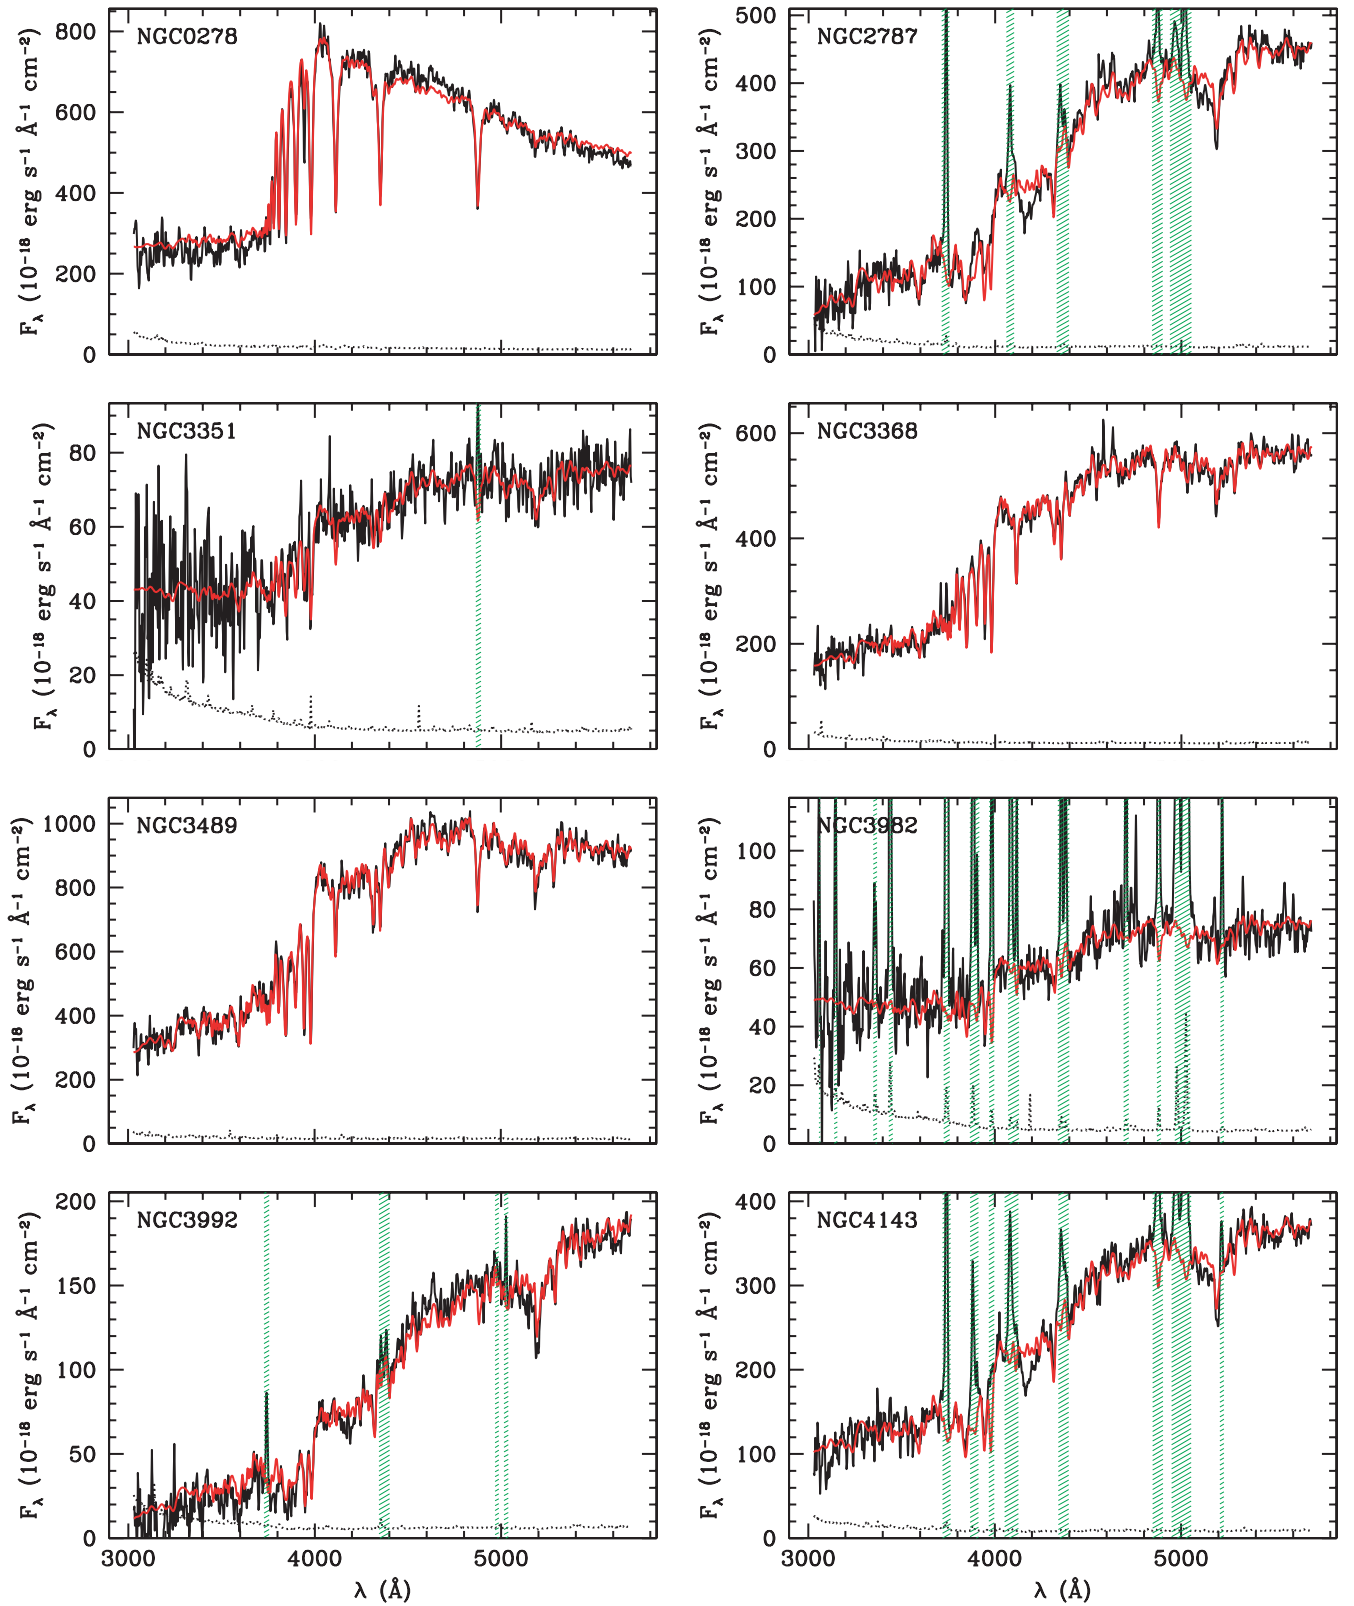 NGC0278
800
600
400
200
0
F_λ (10⁻¹⁸ erg s⁻¹ Å⁻¹ cm⁻²)
NGC2787
500
400
300
200
100
0
F_λ (10⁻¹⁸ erg s⁻¹ Å⁻¹ cm⁻²)
NGC3351
80
60
40
20
0
F_λ (10⁻¹⁸ erg s⁻¹ Å⁻¹ cm⁻²)
NGC3368
600
400
200
0
F_λ (10⁻¹⁸ erg s⁻¹ Å⁻¹ cm⁻²)
NGC3489
1000
800
600
400
200
0
F_λ (10⁻¹⁸ erg s⁻¹ Å⁻¹ cm⁻²)
NGC3982
100
80
60
40
20
0
F_λ (10⁻¹⁸ erg s⁻¹ Å⁻¹ cm⁻²)
NGC3992
200
150
100
50
0
F_λ (10⁻¹⁸ erg s⁻¹ Å⁻¹ cm⁻²)
3000 4000 5000
λ (Å)
NGC4143
400
300
200
100
0
F_λ (10⁻¹⁸ erg s⁻¹ Å⁻¹ cm⁻²)
3000 4000 5000
λ (Å)